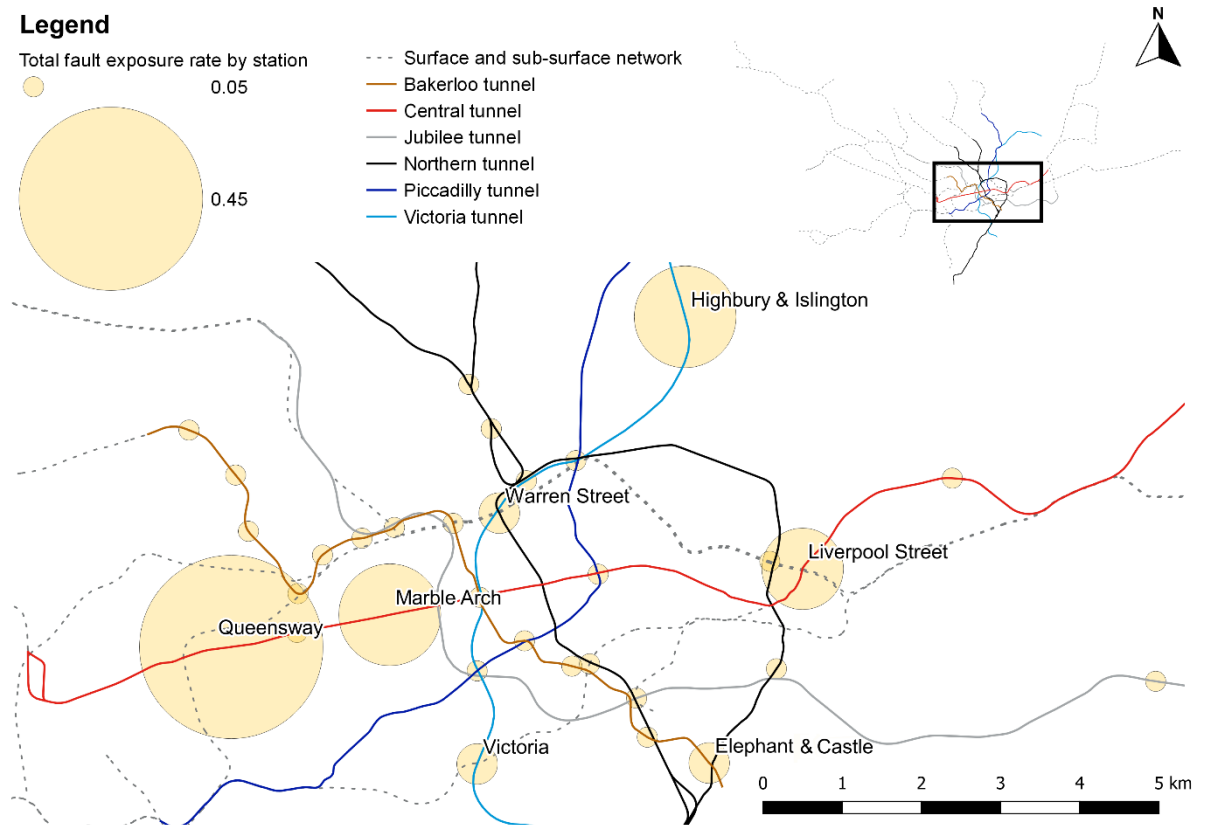 Legend
Total fault exposure rate by station
0.05
0.45
Surface and sub-surface network
Bakerloo tunnel
Central tunnel
Jubilee tunnel
Northern tunnel
Piccadilly tunnel
Victoria tunnel
N
Highbury & Islington
Warren Street
Liverpool Street
Marble Arch
Queensway
Victoria
Elephant & Castle
0 1 2 3 4 5 km